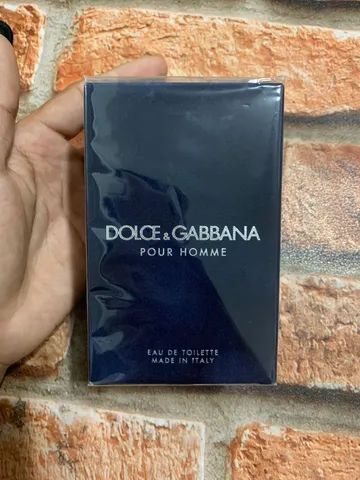 DOLCE & GABBANA
POUR HOMME
EAU DE TOILETTE
MADE IN ITALY